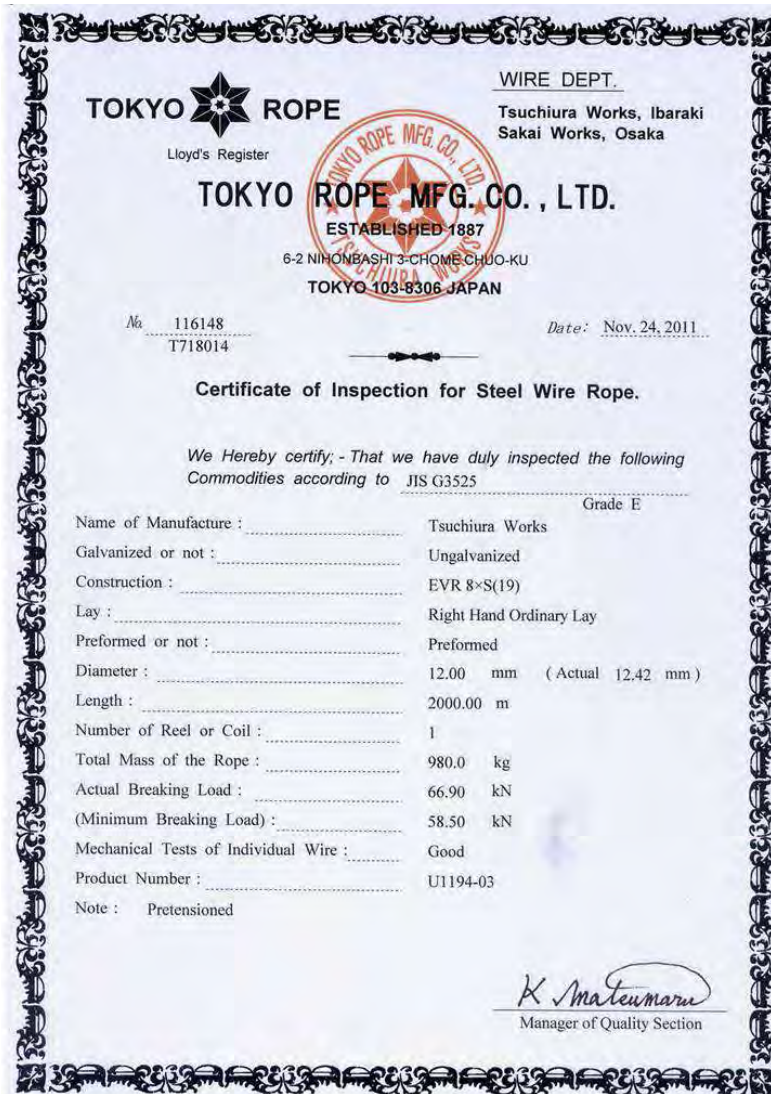 TOKYO ROPE
Lloyd's Register
WIRE DEPT.
Tsuchiura Works, Ibaraki
Sakai Works, Osaka
TOKYO ROPE MFG. CO., LTD.
TSUCHIURA WORKS
TOKYO ROPE MFG. CO., LTD.
ESTABLISHED 1887
6-2 NIHONBASHI 3-CHOME CHUO-KU
TOKYO 103-8306 JAPAN
№ 116148
T718014
Date: Nov. 24, 2011
Certificate of Inspection for Steel Wire Rope.
We Hereby certify; - That we have duly inspected the following
Commodities according to JIS G3525
Grade E
Name of Manufacture : Tsuchiura Works
Galvanized or not : Ungalvanized
Construction : EVR 8×S(19)
Lay : Right Hand Ordinary Lay
Preformed or not : Preformed
Diameter : 12.00 mm ( Actual 12.42 mm )
Length : 2000.00 m
Number of Reel or Coil : 1
Total Mass of the Rope : 980.0 kg
Actual Breaking Load : 66.90 kN
(Minimum Breaking Load) : 58.50 kN
Mechanical Tests of Individual Wire : Good
Product Number : U1194-03
Note : Pretensioned
K Matsumaru
Manager of Quality Section